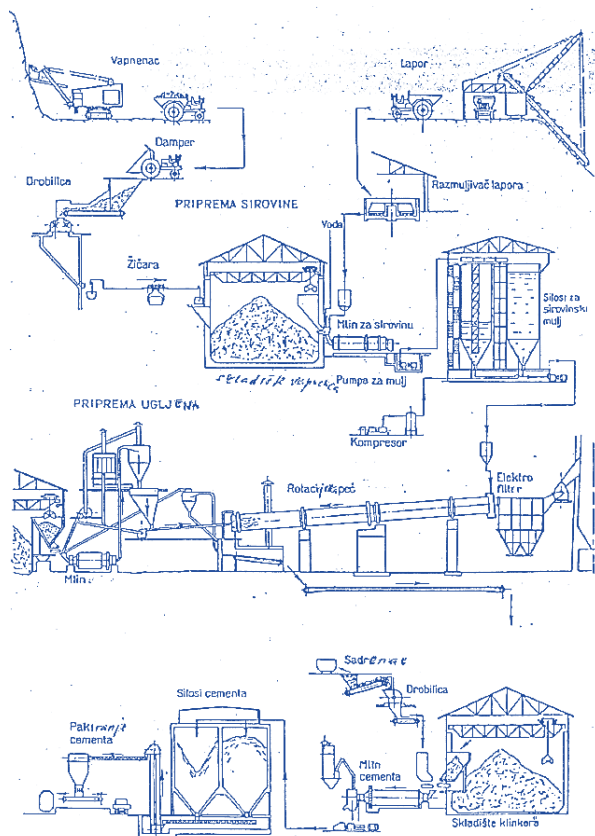 Vapnenac
Lapor
Damper
Drobilica
Razmuljivač lapora
PRIPREMA SIROVINE
Voda
Žičara
Silosi za
sirovinski
mulj
Mlin za sirovinu
skladište vapnenca
Pumpa za mulj
PRIPREMA UGLJENA
Kompresor
Elektro
filter
Rotacijska peć
Mlin
Sadrenac
Drobilica
Silosi cementa
Pakiranje
cementa
Mlin
cementa
Skladište klinkera